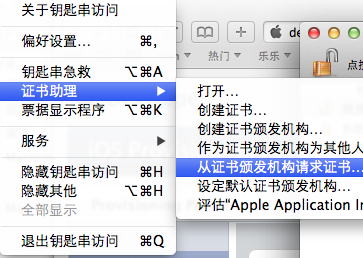 关于钥匙串访问
偏好设置... ⌘,
钥匙串急救 ⌥⌘A
证书助理 ▶
票据显示程序 ⌥⌘K
服务 ▶
隐藏钥匙串访问 ⌘H
隐藏其他 ⌥⌘H
全部显示
退出钥匙串访问 ⌘Q
热门
乐乐
点按
打开...
创建证书...
创建证书颁发机构...
作为证书颁发机构为其他人
从证书颁发机构请求证书...
设定默认证书颁发机构...
评估“Apple Application In